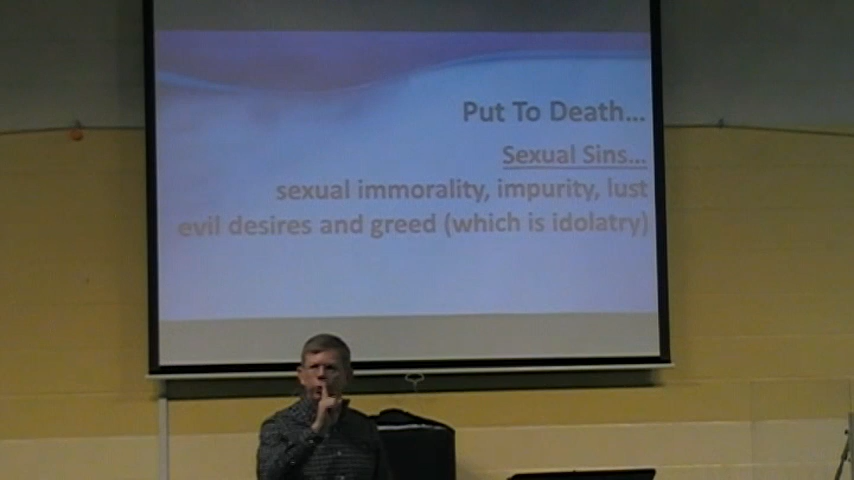 Put To Death...
Sexual Sins...
sexual immorality, impurity, lust
evil desires and greed (which is idolatry)